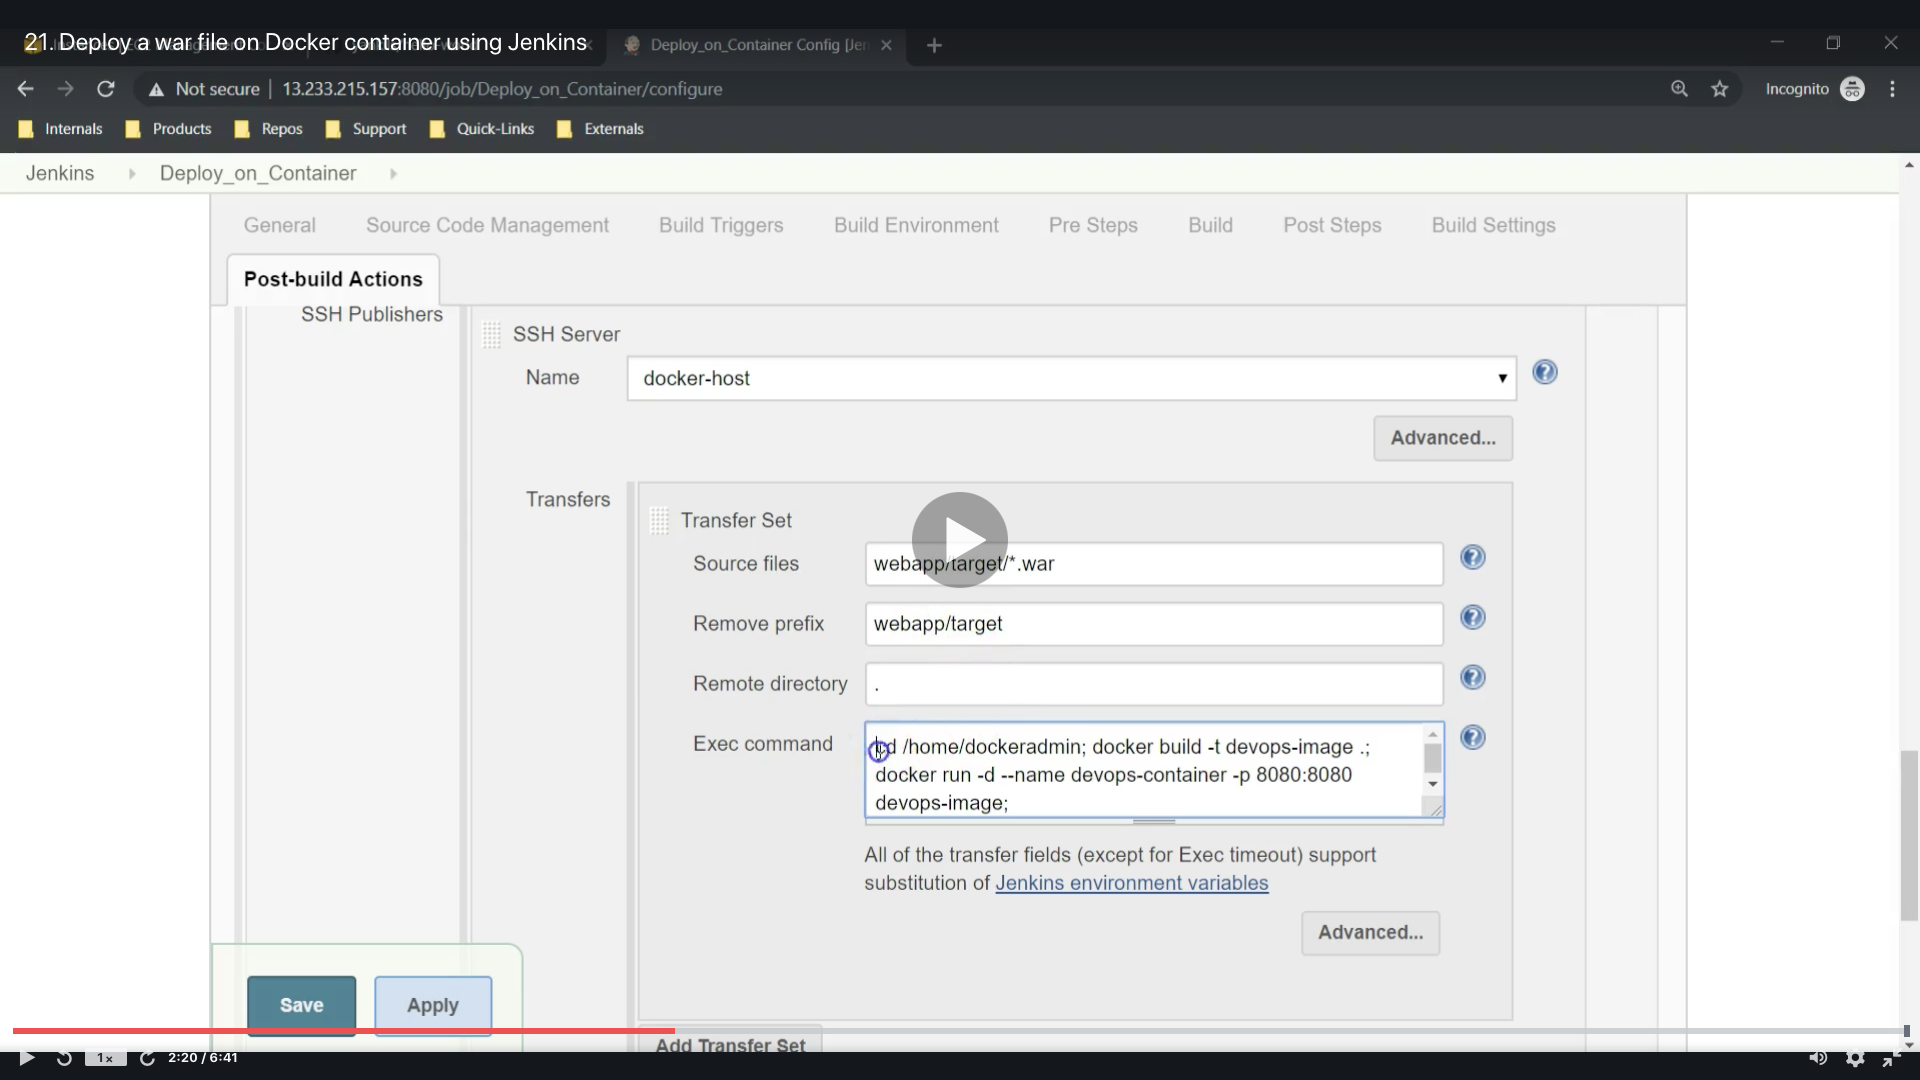 21. Deploy a war file on Docker container using Jenkins
Deploy_on_Container Config [Jen
Not secure | 13.233.215.157:8080/job/Deploy_on_Container/configure
Incognito
Internals Products Repos Support Quick-Links Externals
Jenkins Deploy_on_Container
General Source Code Management Build Triggers Build Environment Pre Steps Build Post Steps Build Settings
Post-build Actions
SSH Publishers
SSH Server
Name docker-host
Advanced...
Transfers
Transfer Set
Source files webapp/target/*.war
Remove prefix webapp/target
Remote directory .
Exec command cd /home/dockeradmin; docker build -t devops-image .;
docker run -d --name devops-container -p 8080:8080
devops-image;
All of the transfer fields (except for Exec timeout) support
substitution of Jenkins environment variables
Advanced...
Save Apply
Add Transfer Set
1x 2:20 / 6:41